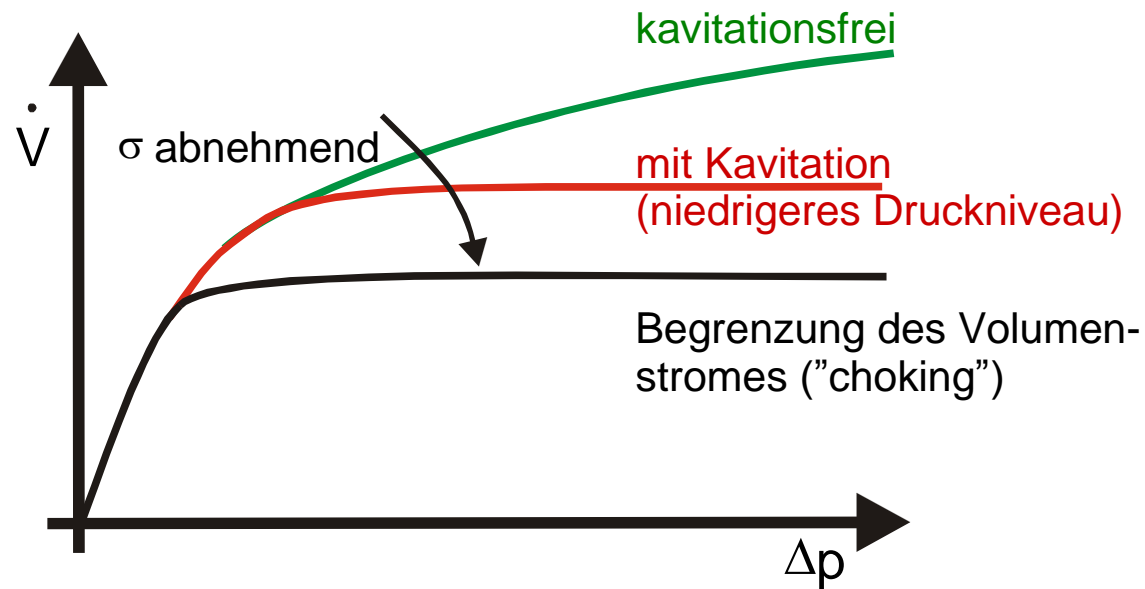 kavitationsfrei
V̇
σ abnehmend
mit Kavitation
(niedrigeres Druckniveau)
Begrenzung des Volumen-
stromes ("choking")
Δp